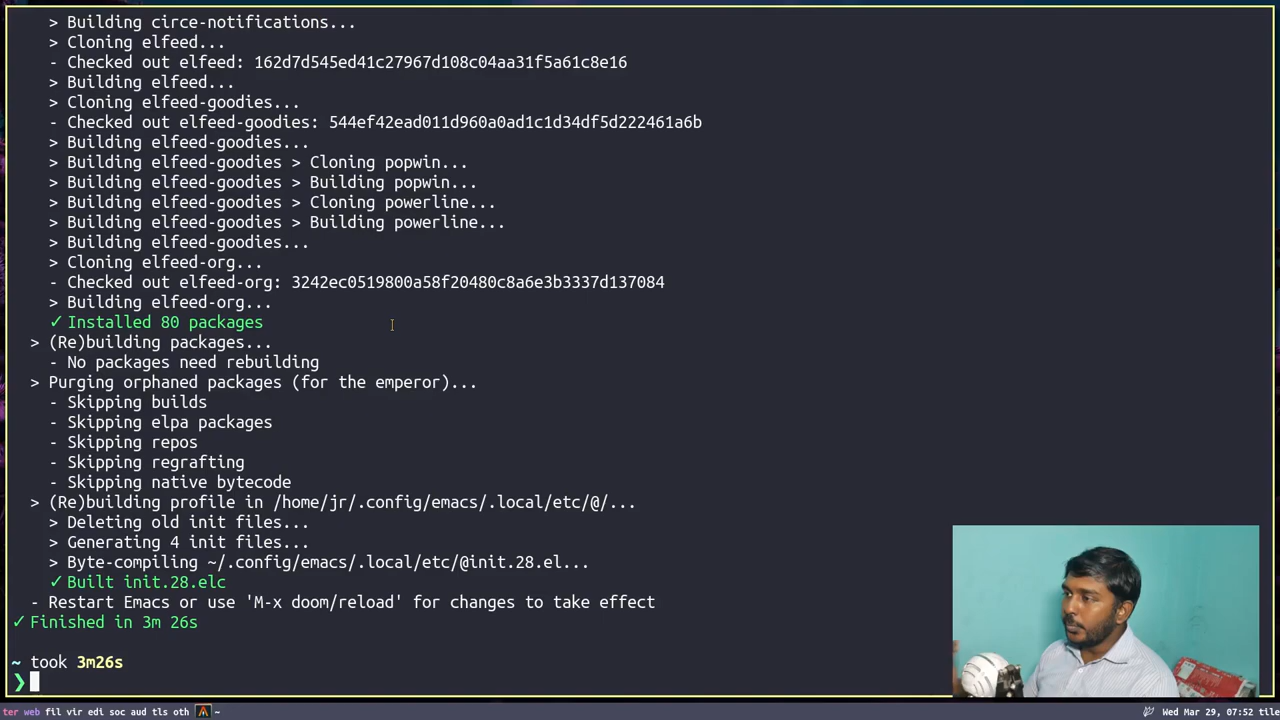 > Building circe-notifications...
> Cloning elfeed...
- Checked out elfeed: 162d7d545ed41c27967d108c04aa31f5a61c8e16
> Building elfeed...
> Cloning elfeed-goodies...
- Checked out elfeed-goodies: 544ef42ead011d960a0ad1c1d34df5d222461a6b
> Building elfeed-goodies...
> Building elfeed-goodies > Cloning popwin...
> Building elfeed-goodies > Building popwin...
> Building elfeed-goodies > Cloning powerline...
> Building elfeed-goodies > Building powerline...
> Building elfeed-goodies...
> Cloning elfeed-org...
- Checked out elfeed-org: 3242ec0519800a58f20480c8a6e3b3337d137084
> Building elfeed-org...
✓ Installed 80 packages
> (Re)building packages...
- No packages need rebuilding
> Purging orphaned packages (for the emperor)...
- Skipping builds
- Skipping elpa packages
- Skipping repos
- Skipping regrafting
- Skipping native bytecode
> (Re)building profile in /home/jr/.config/emacs/.local/etc/@/...
> Deleting old init files...
> Generating 4 init files...
> Byte-compiling ~/.config/emacs/.local/etc/@init.28.el...
✓ Built init.28.elc
- Restart Emacs or use 'M-x doom/reload' for changes to take effect
✓ Finished in 3m 26s
~ took 3m26s
❯
ter web fil vir edi soc aud tls oth ~ Wed Mar 29, 07:52 tile